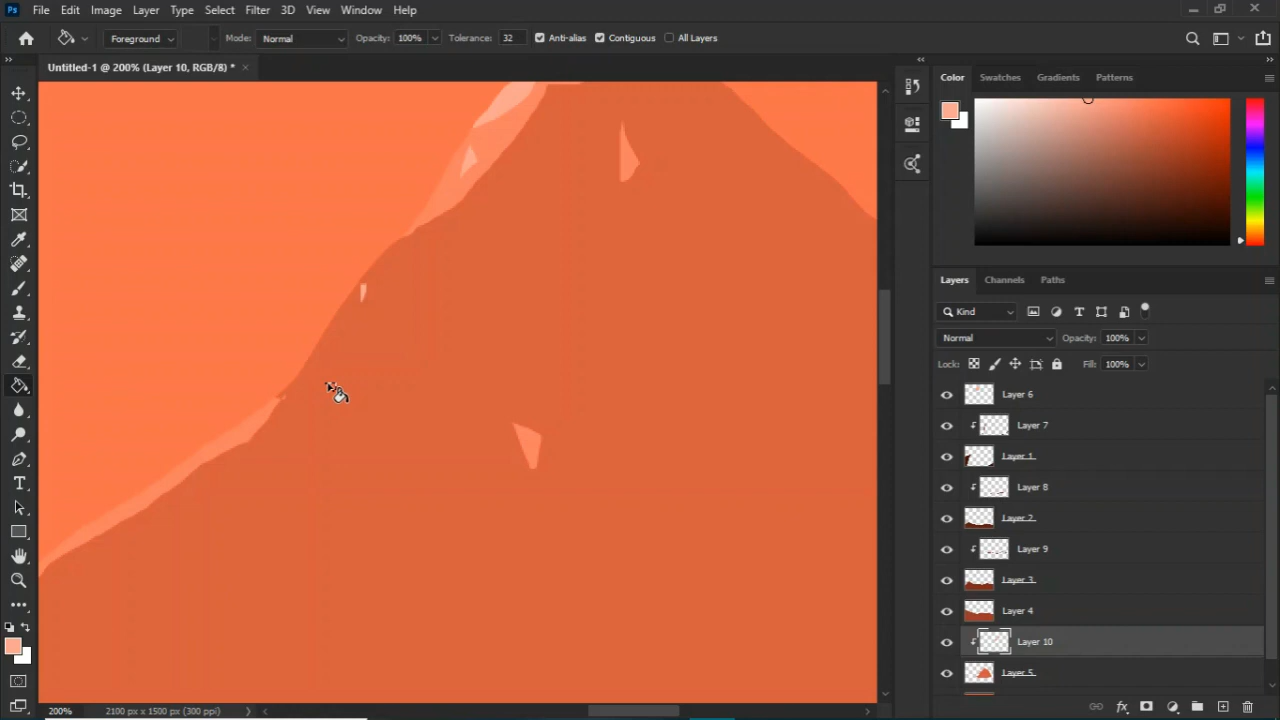 Ps File Edit Image Layer Type Select Filter 3D View Window Help
Foreground Mode: Normal Opacity: 100% Tolerance: 32 Anti-alias Contiguous All Layers
Untitled-1 @ 200% (Layer 10, RGB/8) *
Color Swatches Gradients Patterns
Layers Channels Paths
Kind
Normal Opacity: 100%
Lock: Fill: 100%
Layer 6
Layer 7
Layer 1
Layer 8
Layer 2
Layer 9
Layer 3
Layer 4
Layer 10
Layer 5
200% 2100 px x 1500 px (300 ppi)